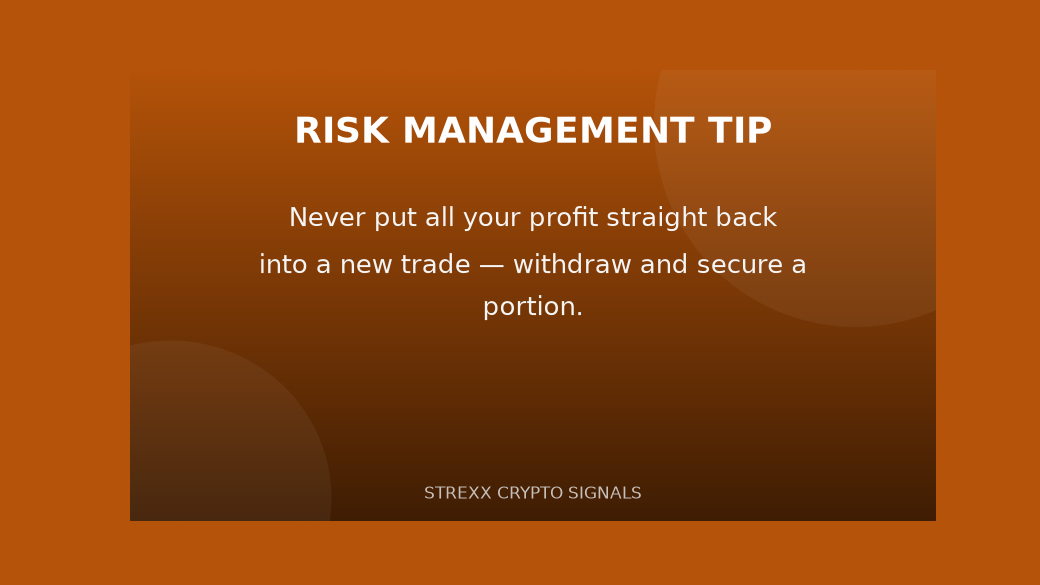 RISK MANAGEMENT TIP
Never put all your profit straight back
into a new trade — withdraw and secure a
portion.
STREXX CRYPTO SIGNALS